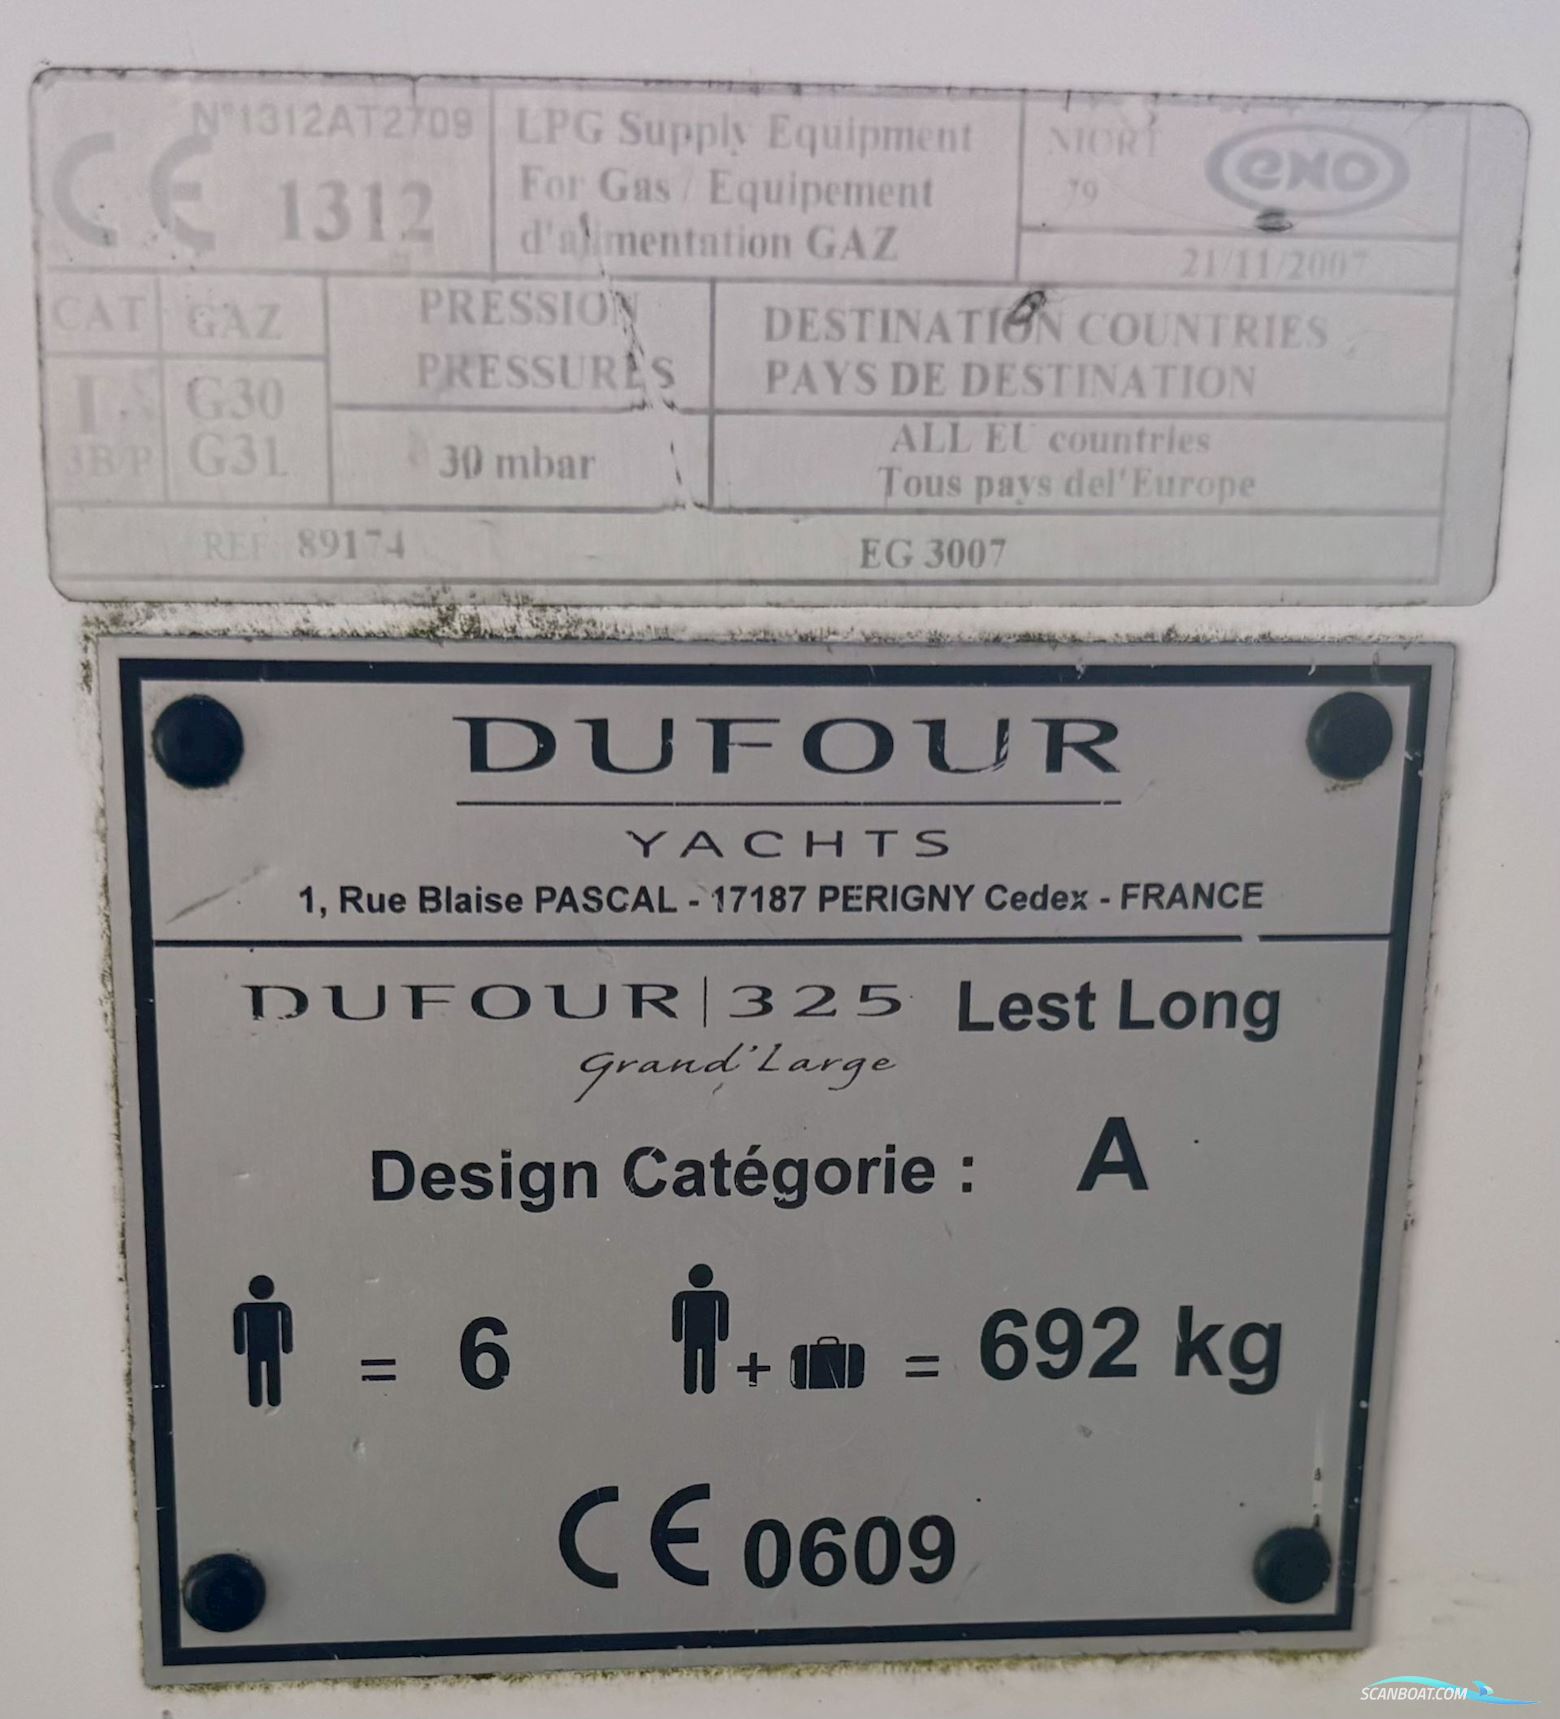 N°1312AT2709
CE 1312
LPG Supply Equipment
For Gas / Equipement
d'alimentation GAZ
NIORT
79
eno
21/11/2007
CAT
GAZ
PRESSION
PRESSURES
DESTINATION COUNTRIES
PAYS DE DESTINATION
G30
3B/P
G31
30 mbar
ALL EU countries
Tous pays del'Europe
REF 89174
EG 3007
DUFOUR
YACHTS
1, Rue Blaise PASCAL - 17187 PERIGNY Cedex - FRANCE
DUFOUR|325 Lest Long
Grand'Large
Design Catégorie : A
= 6
+ = 692 kg
CE 0609
SCANBOAT.COM